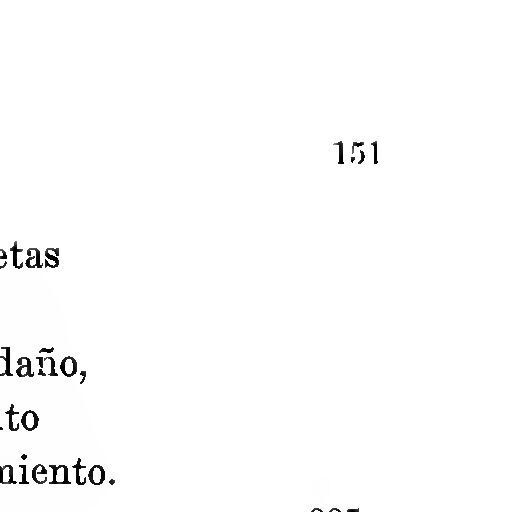 151
etas
daño,
to
miento.